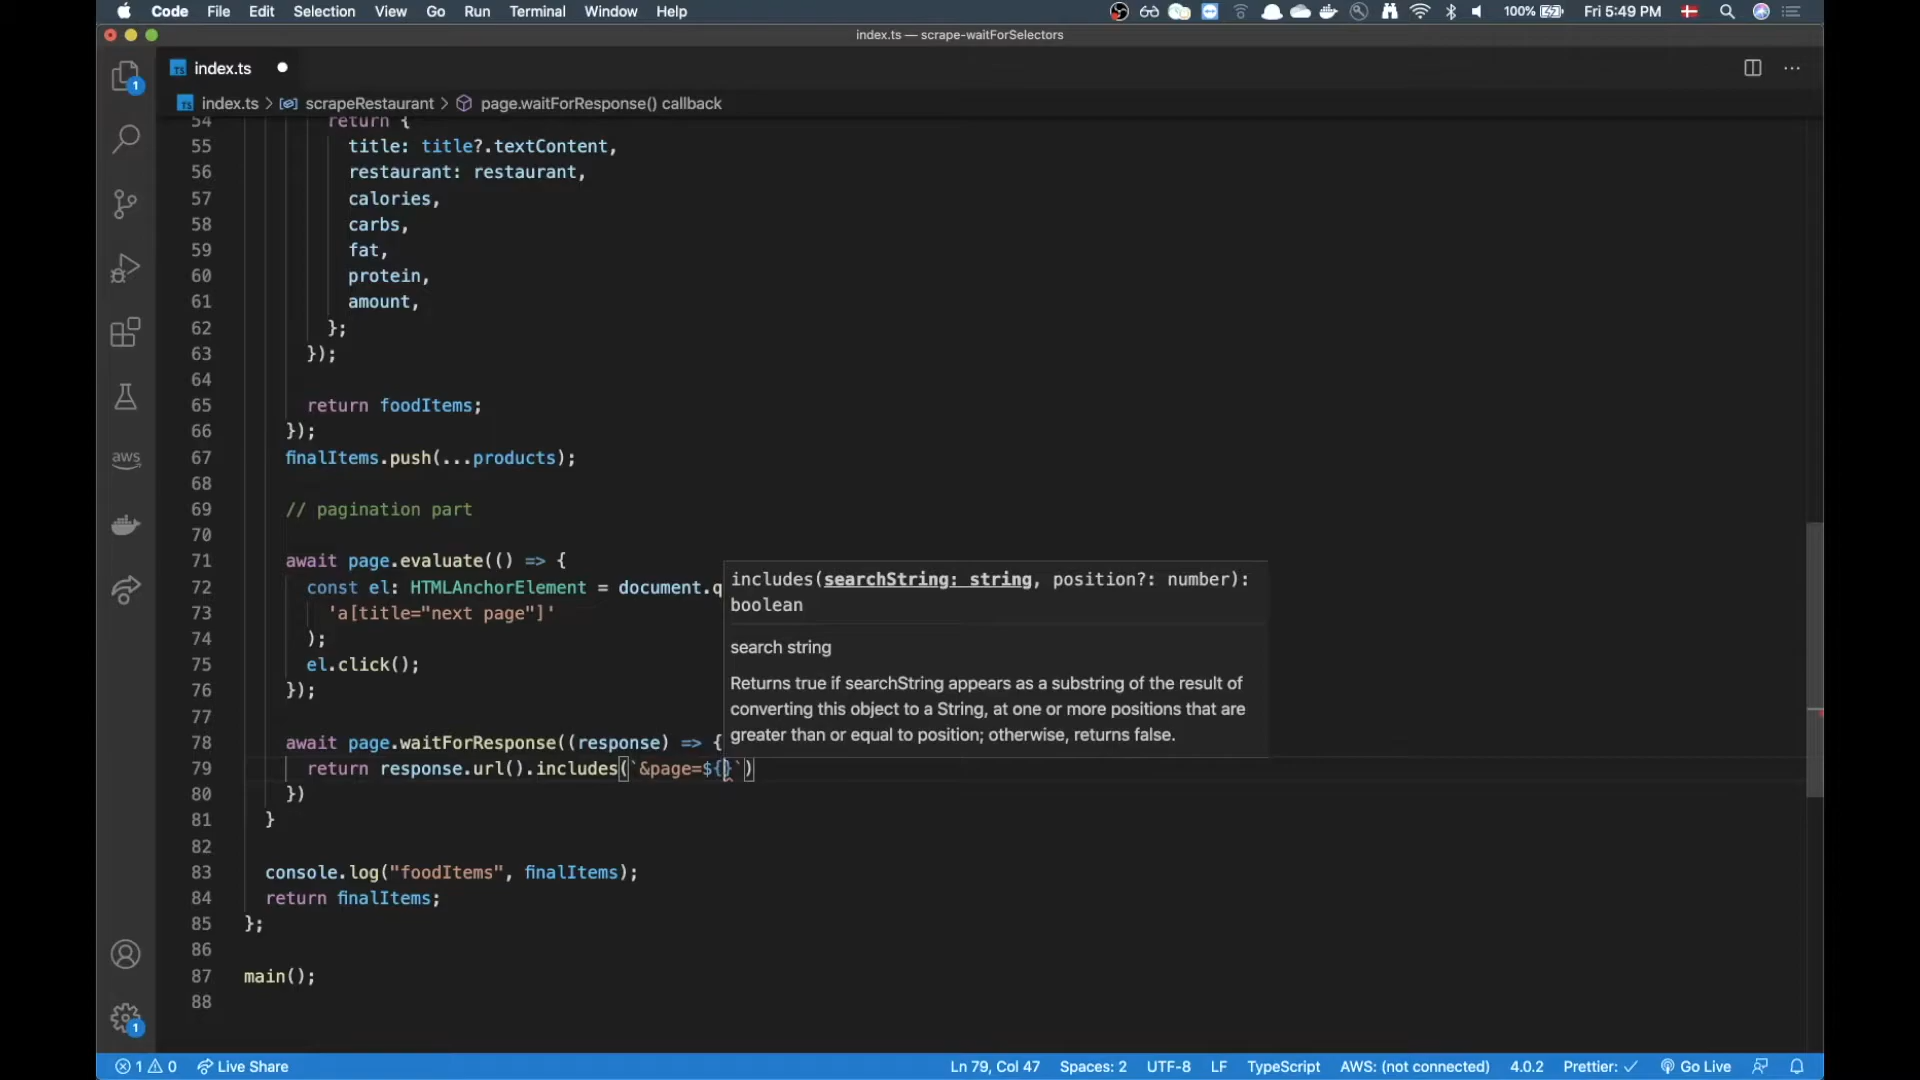 Code File Edit Selection View Go Run Terminal Window Help 100% Fri 5:49 PM
index.ts — scrape-waitForSelectors
TS index.ts
TS index.ts > scrapeRestaurant > page.waitForResponse() callback
1
54 return {
55 title: title?.textContent,
56 restaurant: restaurant,
57 calories,
58 carbs,
59 fat,
60 protein,
61 amount,
62 };
63 });
64
65 return foodItems;
66 });
67 finalItems.push(...products);
68
69 // pagination part
70
71 await page.evaluate(() => {
72 const el: HTMLAnchorElement = document.q
73 'a[title="next page"]'
74 );
75 el.click();
76 });
77
78 await page.waitForResponse((response) => {
79 return response.url().includes(`&page=${}`)
80 })
81 }
82
83 console.log("foodItems", finalItems);
84 return finalItems;
85 };
86
87 main();
88
includes(searchString: string, position?: number):
boolean
search string
Returns true if searchString appears as a substring of the result of
converting this object to a String, at one or more positions that are
greater than or equal to position; otherwise, returns false.
aws
1
1 0 Live Share Ln 79, Col 47 Spaces: 2 UTF-8 LF TypeScript AWS: (not connected) 4.0.2 Prettier: ✓ Go Live